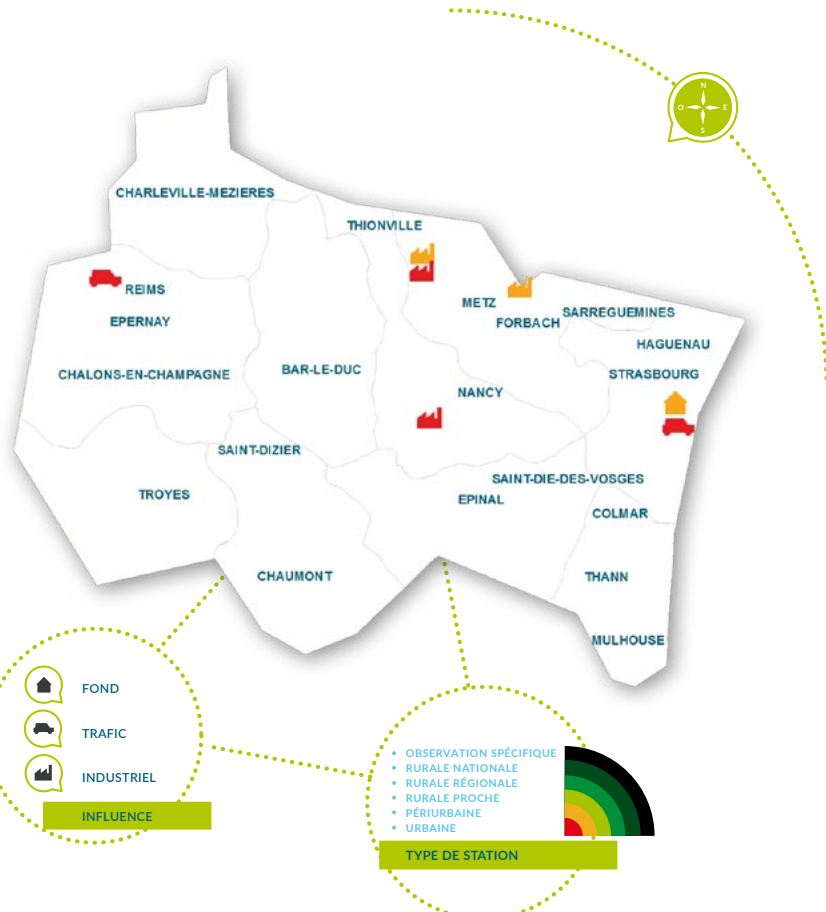 N
O E
S
CHARLEVILLE-MEZIERES
THIONVILLE
REIMS
METZ
SARREGUEMINES
EPERNAY
FORBACH
HAGUENAU
CHALONS-EN-CHAMPAGNE
BAR-LE-DUC
STRASBOURG
NANCY
SAINT-DIZIER
SAINT-DIE-DES-VOSGES
TROYES
EPINAL
COLMAR
CHAUMONT
THANN
MULHOUSE
FOND
TRAFIC
INDUSTRIEL
INFLUENCE
• OBSERVATION SPÉCIFIQUE
• RURALE NATIONALE
• RURALE RÉGIONALE
• RURALE PROCHE
• PÉRIURBAINE
• URBAINE
TYPE DE STATION